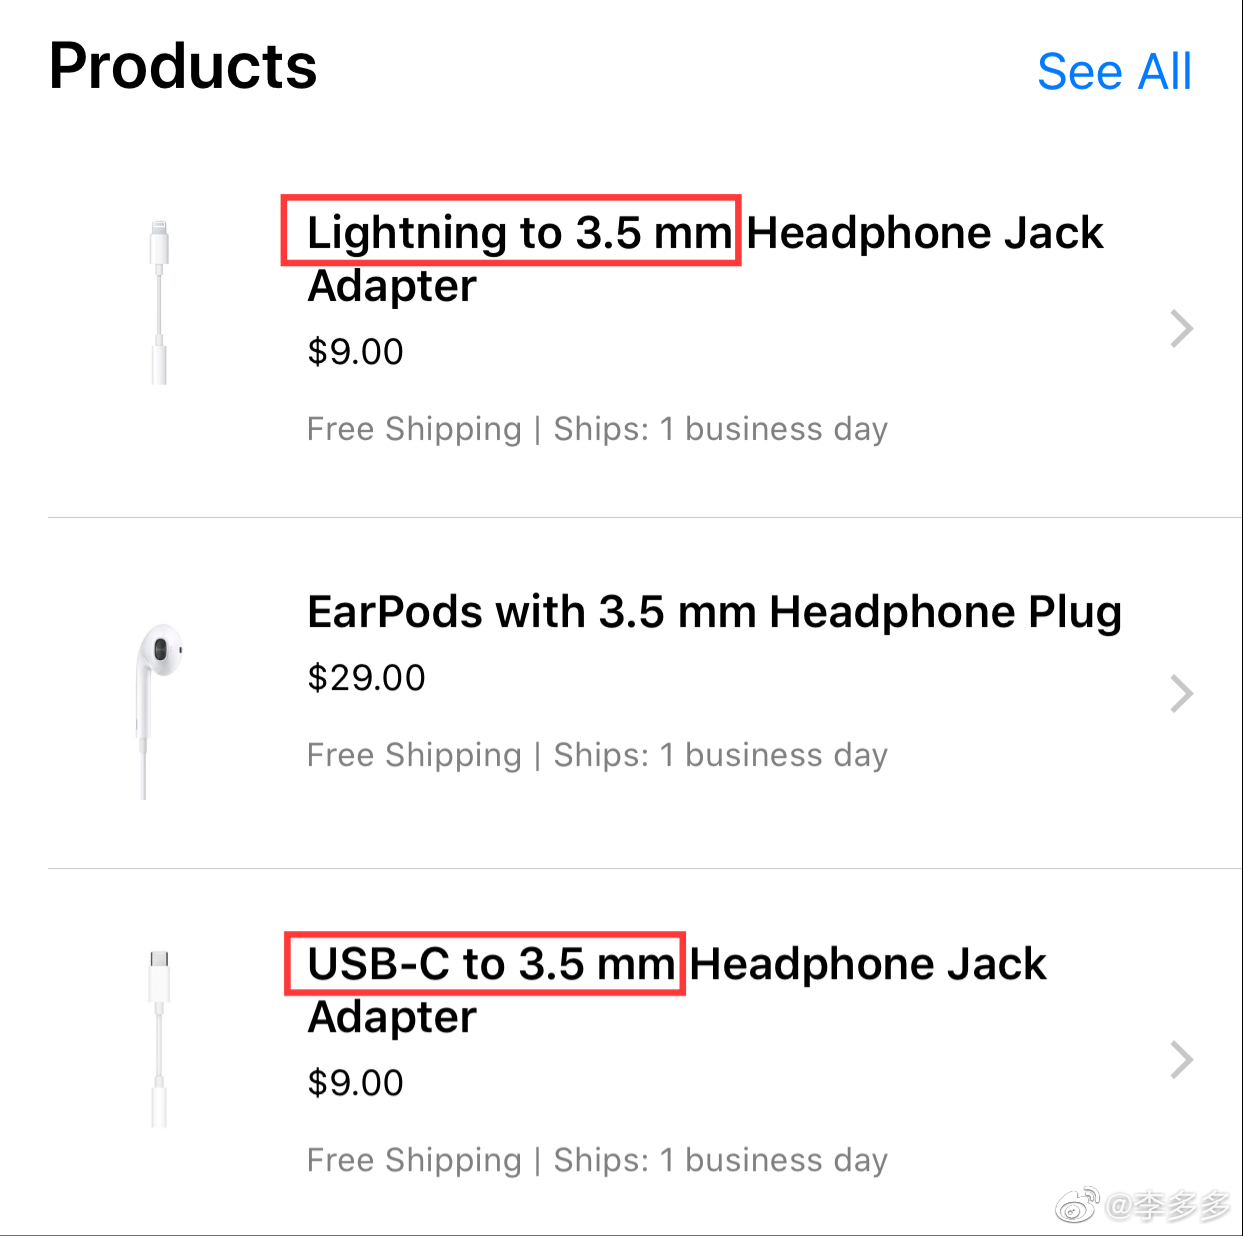 Products
See All
Lightning to 3.5 mm Headphone Jack
Adapter
$9.00
Free Shipping | Ships: 1 business day
EarPods with 3.5 mm Headphone Plug
$29.00
Free Shipping | Ships: 1 business day
USB-C to 3.5 mm Headphone Jack
Adapter
$9.00
Free Shipping | Ships: 1 business day
@李多多